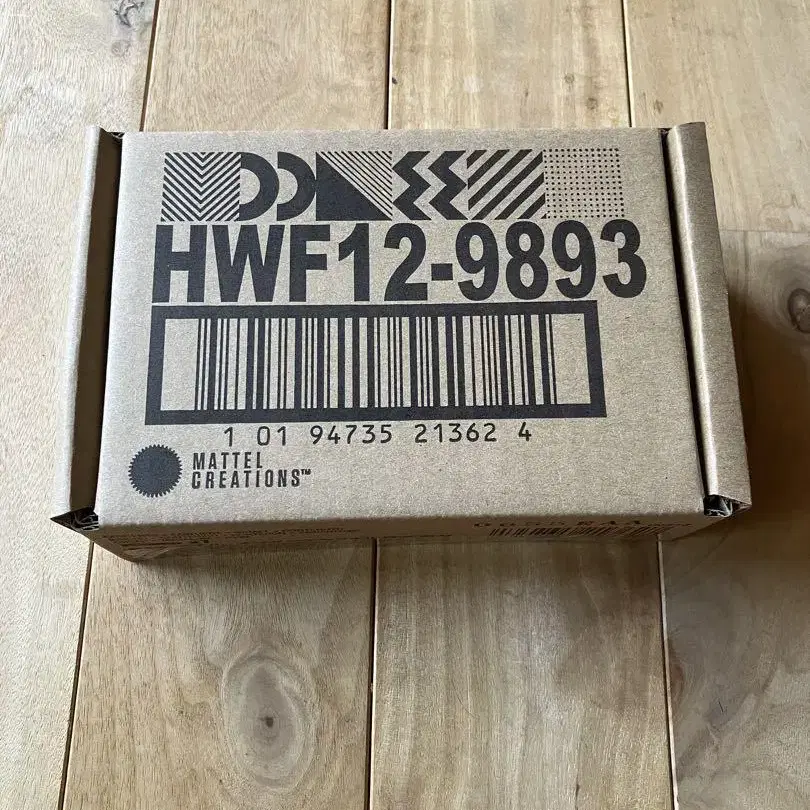 HWF12-9893
1 01 94735 21362 4
MATTEL
CREATIONS™